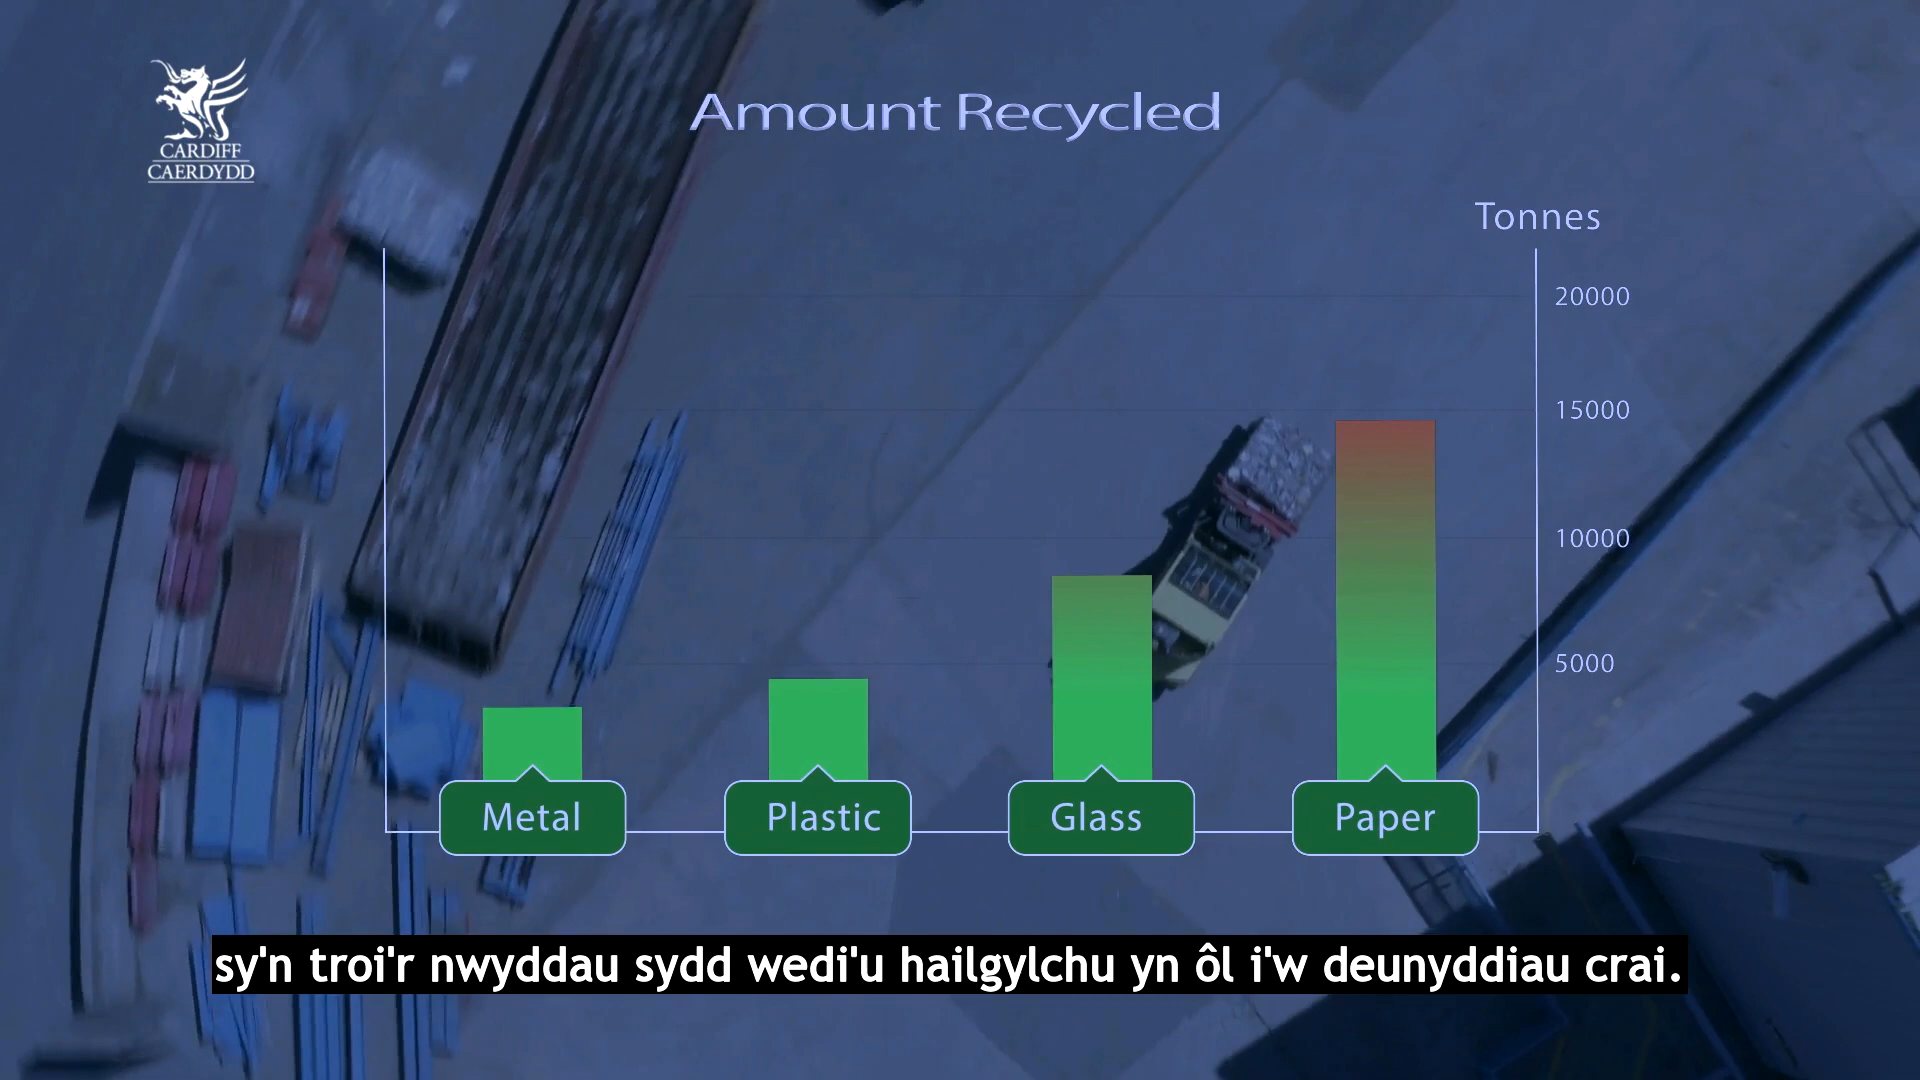 CARDIFF
CAERDYDD
Amount Recycled
Tonnes
20000
15000
10000
5000
Metal
Plastic
Glass
Paper
sy'n troi'r nwyddau sydd wedi'u hailgylchu yn ôl i'w deunyddiau crai.